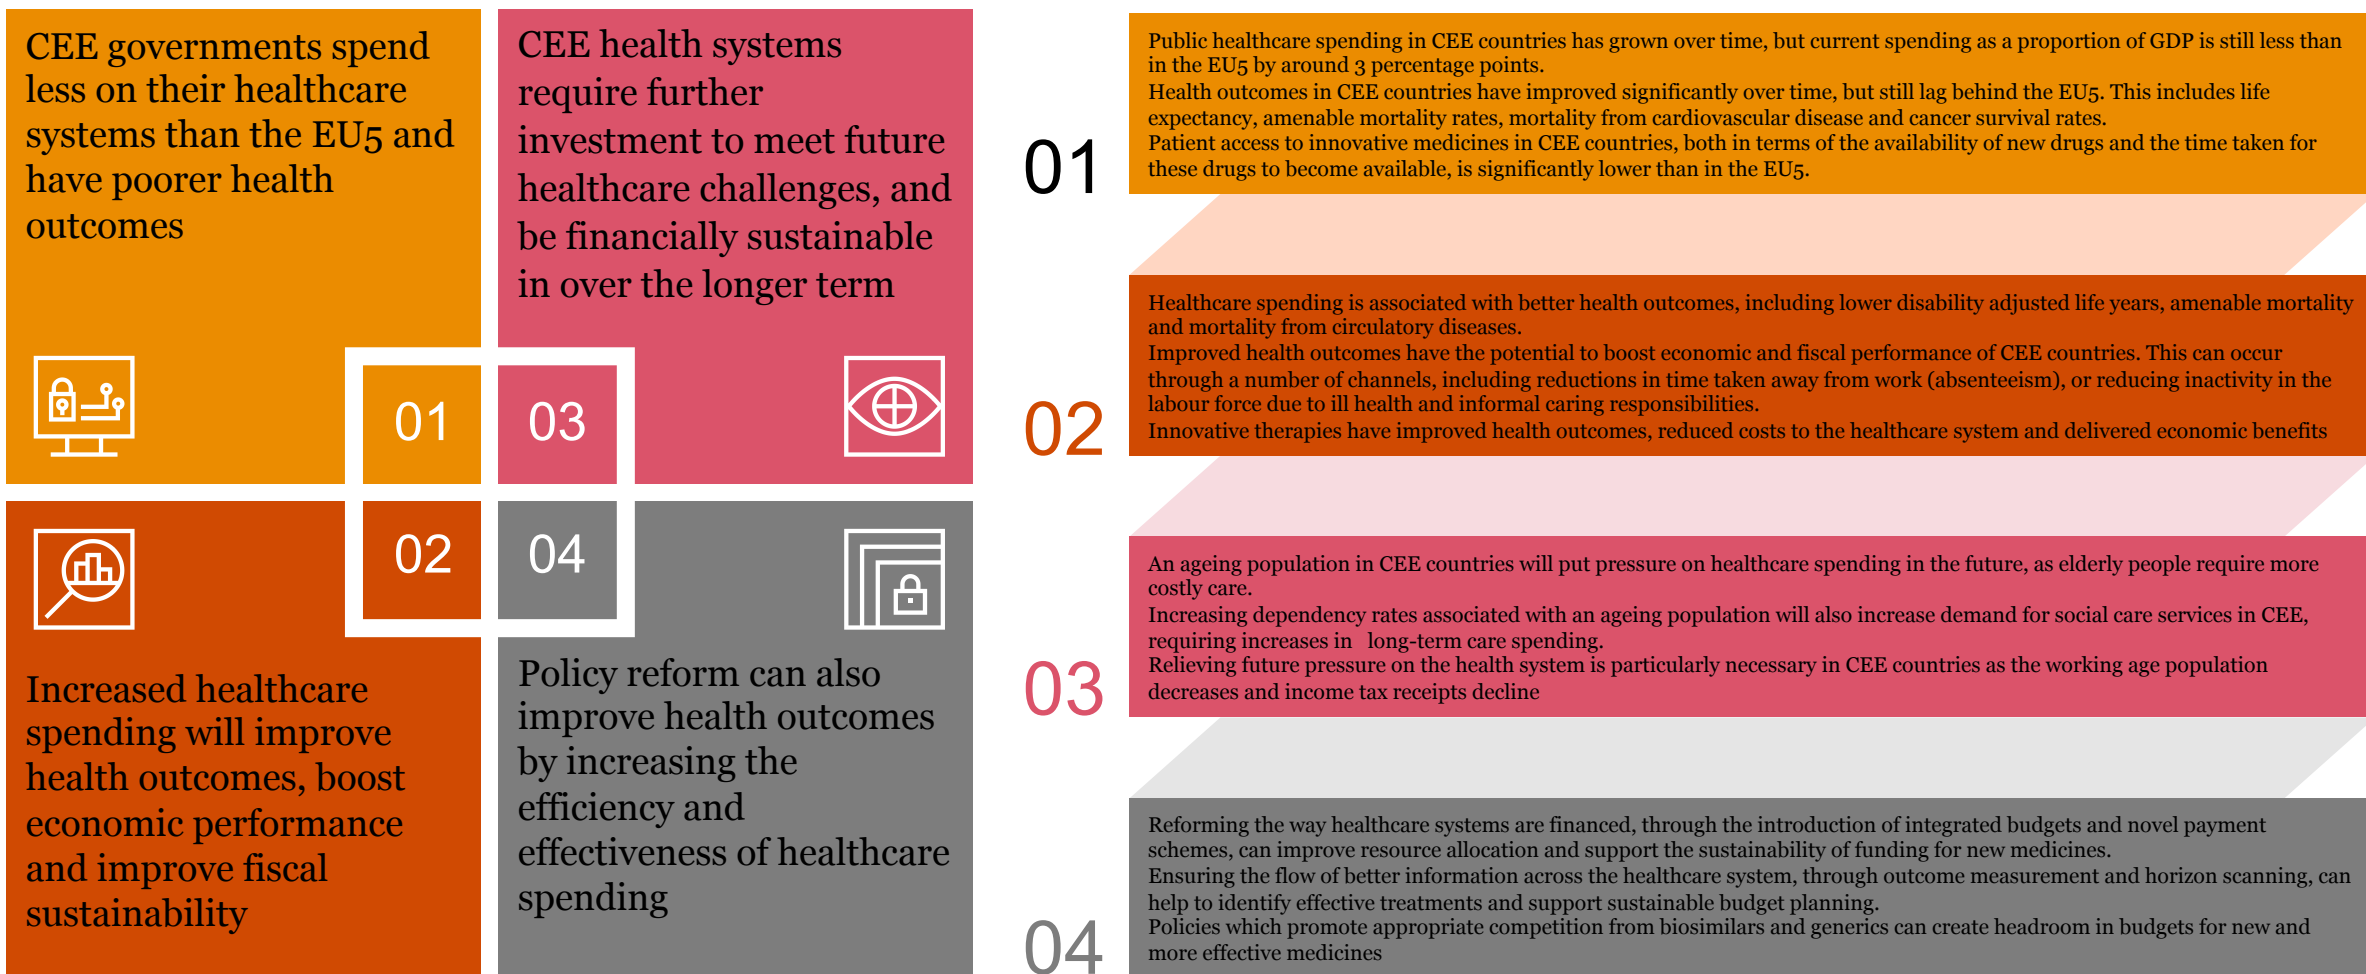 CEE governments spend
less on their healthcare
systems than the EU5 and
have poorer health
outcomes
01
CEE health systems
require further
investment to meet future
healthcare challenges, and
be financially sustainable
in over the longer term
03
02
Increased healthcare
spending will improve
health outcomes, boost
economic performance
and improve fiscal
sustainability
04
Policy reform can also
improve health outcomes
by increasing the
efficiency and
effectiveness of healthcare
spending
01
Public healthcare spending in CEE countries has grown over time, but current spending as a proportion of GDP is still less than
in the EU5 by around 3 percentage points.
Health outcomes in CEE countries have improved significantly over time, but still lag behind the EU5. This includes life
expectancy, amenable mortality rates, mortality from cardiovascular disease and cancer survival rates.
Patient access to innovative medicines in CEE countries, both in terms of the availability of new drugs and the time taken for
these drugs to become available, is significantly lower than in the EU5.
02
Healthcare spending is associated with better health outcomes, including lower disability adjusted life years, amenable mortality
and mortality from circulatory diseases.
Improved health outcomes have the potential to boost economic and fiscal performance of CEE countries. This can occur
through a number of channels, including reductions in time taken away from work (absenteeism), or reducing inactivity in the
labour force due to ill health and informal caring responsibilities.
Innovative therapies have improved health outcomes, reduced costs to the healthcare system and delivered economic benefits
03
An ageing population in CEE countries will put pressure on healthcare spending in the future, as elderly people require more
costly care.
Increasing dependency rates associated with an ageing population will also increase demand for social care services in CEE,
requiring increases in long-term care spending.
Relieving future pressure on the health system is particularly necessary in CEE countries as the working age population
decreases and income tax receipts decline
04
Reforming the way healthcare systems are financed, through the introduction of integrated budgets and novel payment
schemes, can improve resource allocation and support the sustainability of funding for new medicines.
Ensuring the flow of better information across the healthcare system, through outcome measurement and horizon scanning, can
help to identify effective treatments and support sustainable budget planning.
Policies which promote appropriate competition from biosimilars and generics can create headroom in budgets for new and
more effective medicines